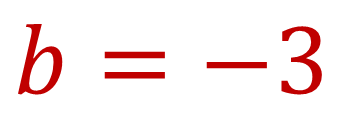 b = −3